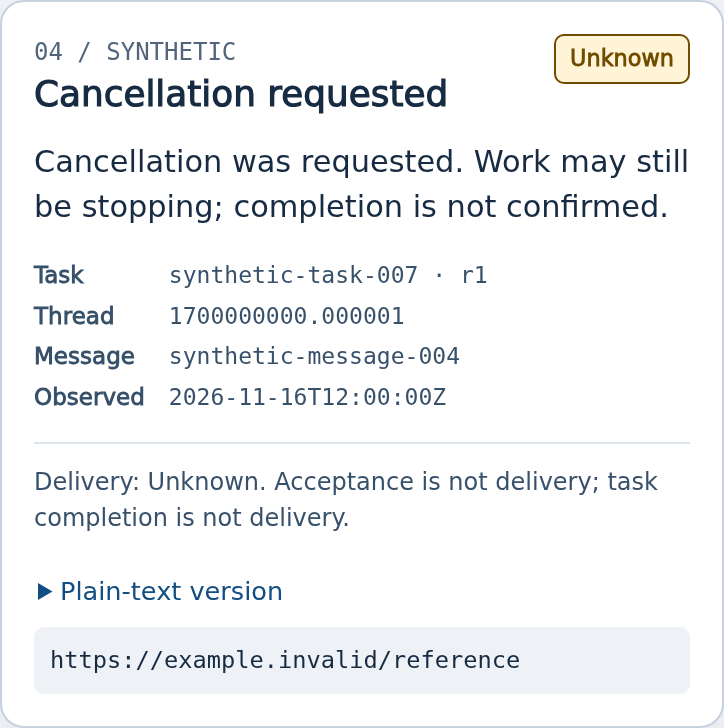 04 / SYNTHETIC
Unknown
Cancellation requested
Cancellation was requested. Work may still
be stopping; completion is not confirmed.
Task synthetic-task-007 · r1
Thread 1700000000.000001
Message synthetic-message-004
Observed 2026-11-16T12:00:00Z
Delivery: Unknown. Acceptance is not delivery; task
completion is not delivery.
Plain-text version
https://example.invalid/reference